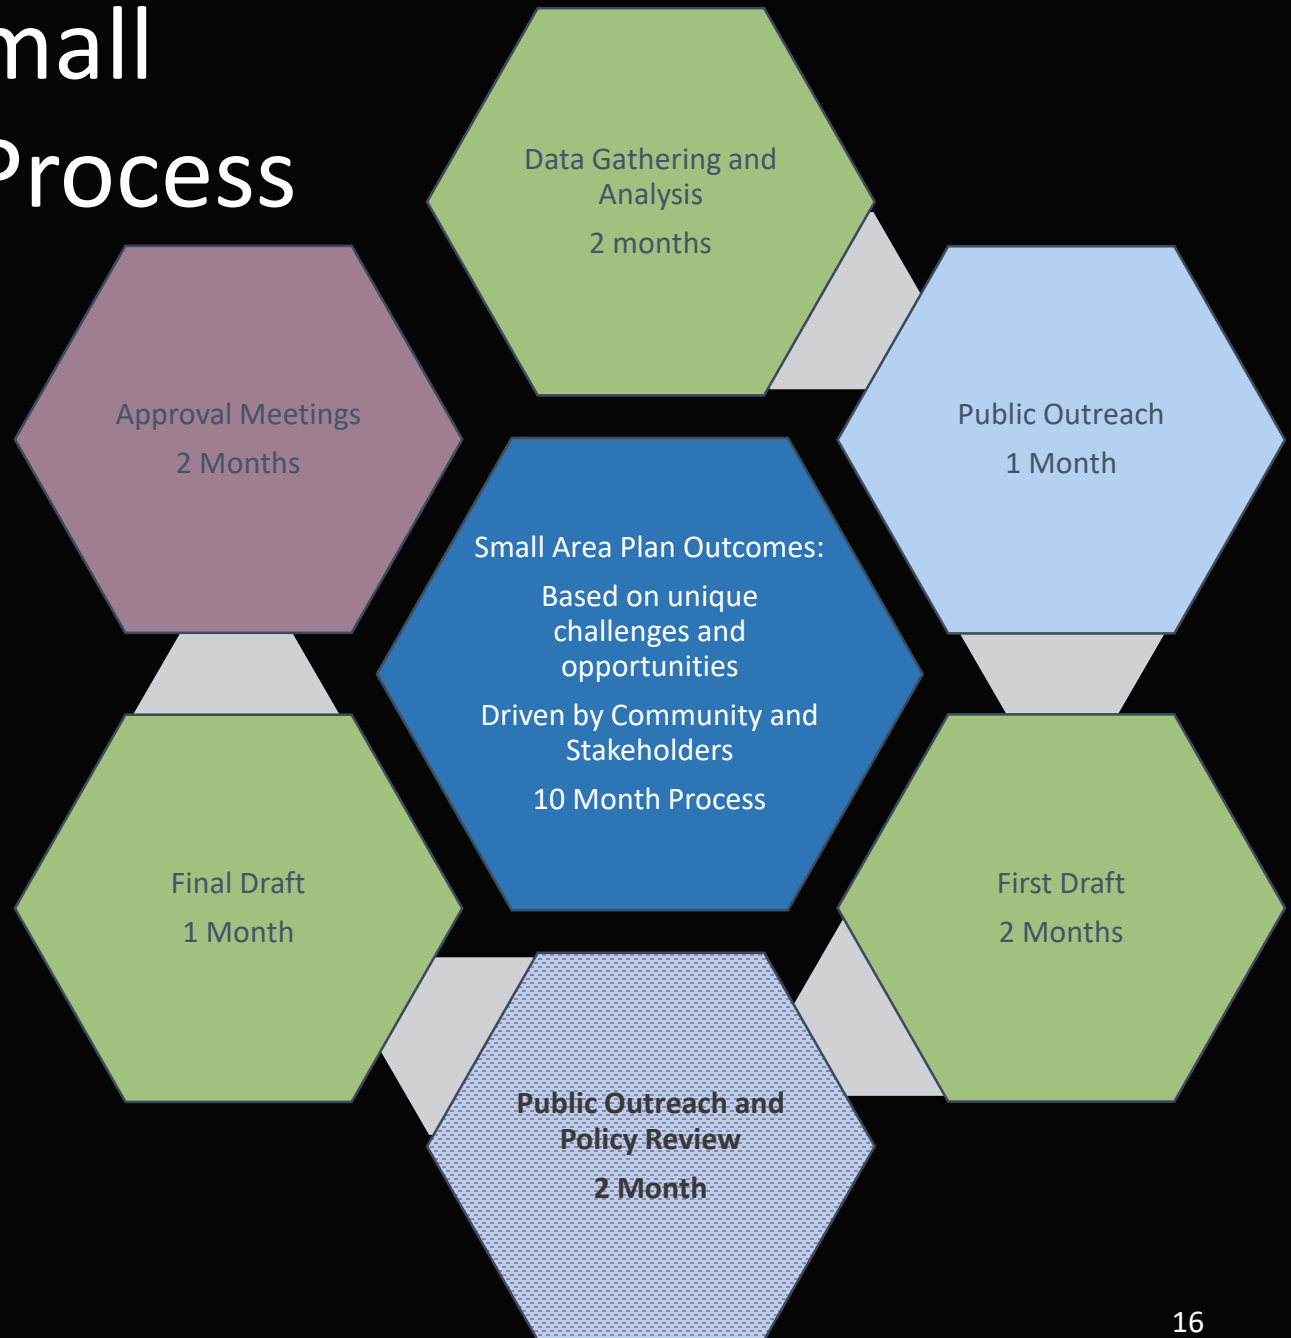 mall
Process
Data Gathering and
Analysis
2 months
Public Outreach
1 Month
First Draft
2 Months
Public Outreach and
Policy Review
2 Month
Final Draft
1 Month
Approval Meetings
2 Months
Small Area Plan Outcomes:
Based on unique
challenges and
opportunities
Driven by Community and
Stakeholders
10 Month Process
16